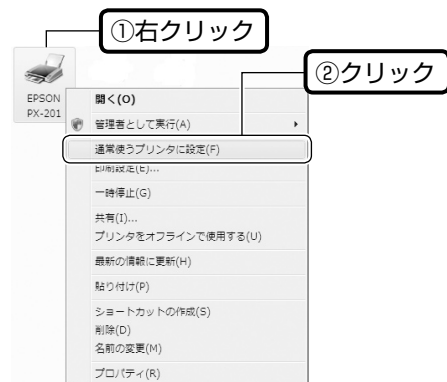 ①右クリック
②クリック
EPSON
PX-201
開く(O)
管理者として実行(A)
通常使うプリンタに設定(F)
印刷設定(E)...
一時停止(G)
共有(I)...
プリンタをオフラインで使用する(U)
最新の情報に更新(H)
貼り付け(P)
ショートカットの作成(S)
削除(D)
名前の変更(M)
プロパティ(R)